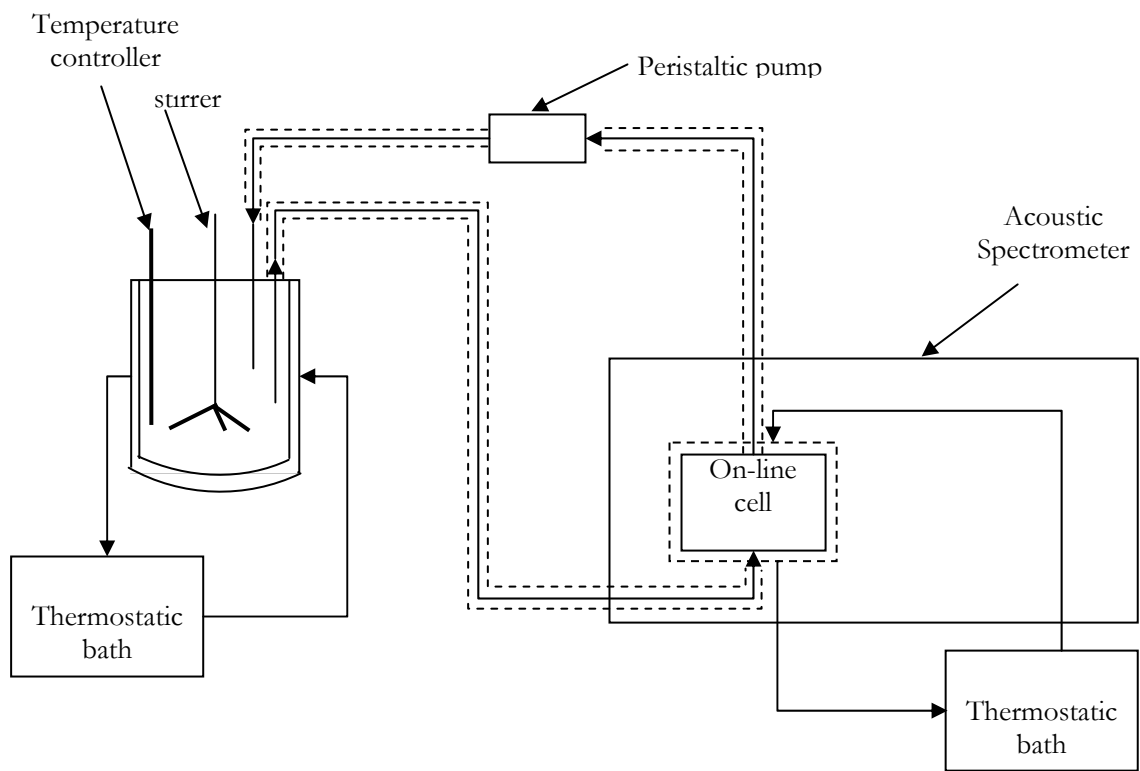 Temperature
controller
stirrer
Peristaltic pump
Acoustic
Spectrometer
On-line
cell
Thermostatic
bath
Thermostatic
bath